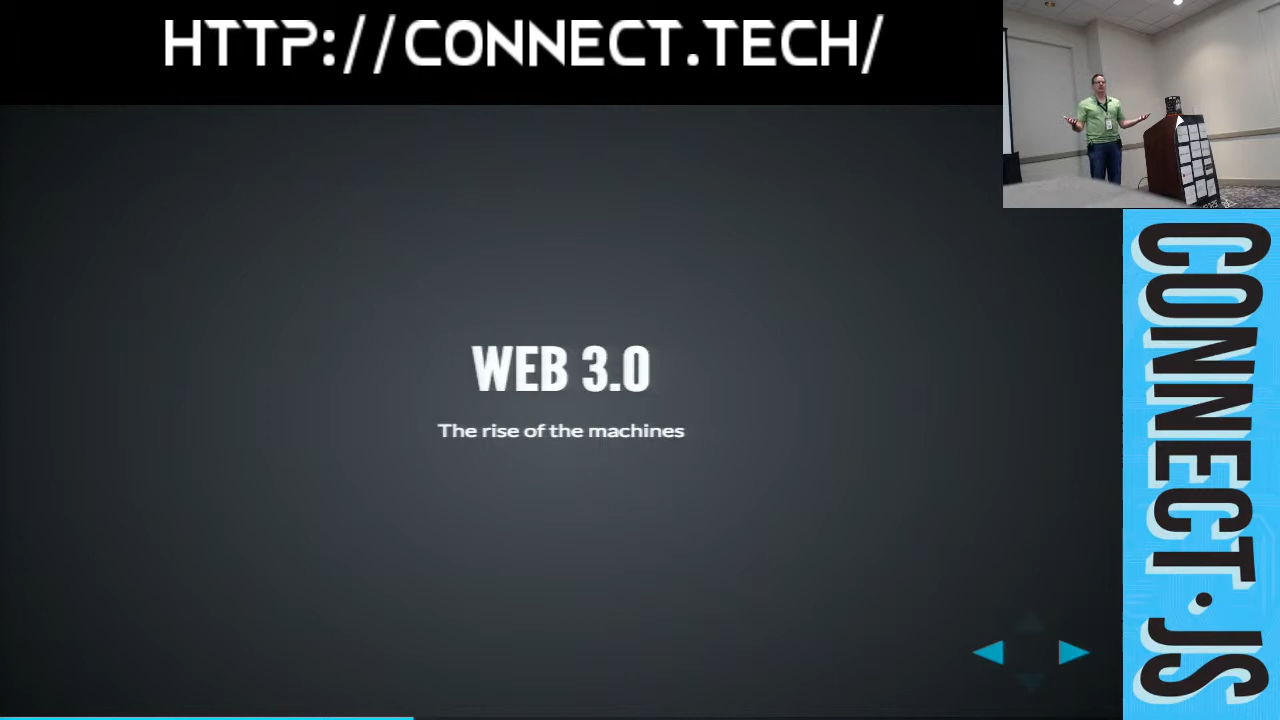 HTTP://CONNECT.TECH/
WEB 3.0
The rise of the machines
CONNECT.JS